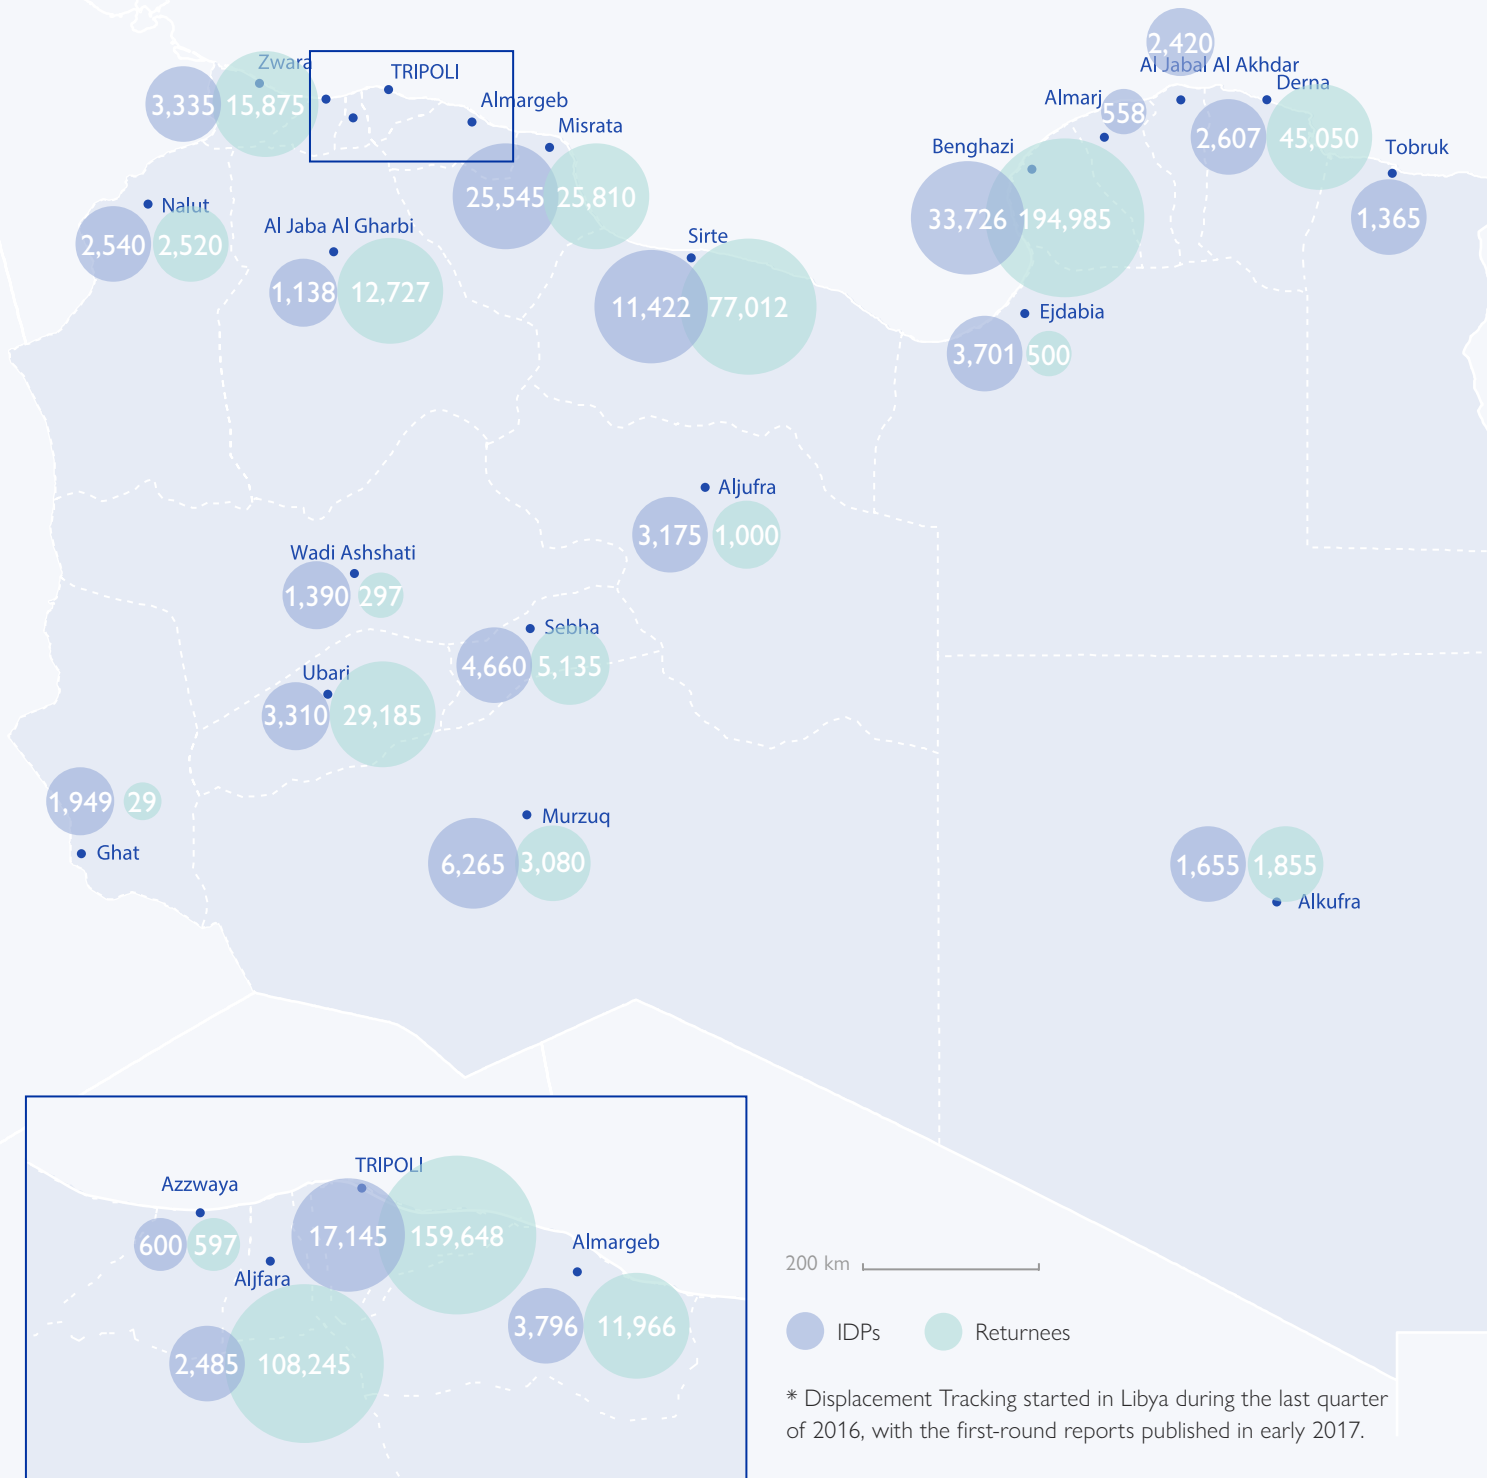 2,420
Al Jabal Al Akhdar
Zwara
TRIPOLI
Derna
3,335 15,875
Almargeb
Almarj
558
Misrata
2,607 45,050
Benghazi
Tobruk
25,545 25,810
Nalut
33,726 194,985
1,365
Al Jaba Al Gharbi
2,540 2,520
Sirte
1,138 12,727
11,422 77,012
Ejdabia
3,701 500
Aljufra
3,175 1,000
Wadi Ashshati
1,390 297
Sebha
4,660 5,135
Ubari
3,310 29,185
1,949 29
Murzuq
Ghat
6,265 3,080
1,655 1,855
Alkufra
TRIPOLI
Azzwaya
17,145 159,648
600 597
Almargeb
Aljfara
3,796 11,966
2,485 108,245
200 km
IDPs Returnees
* Displacement Tracking started in Libya during the last quarter
of 2016, with the first-round reports published in early 2017.